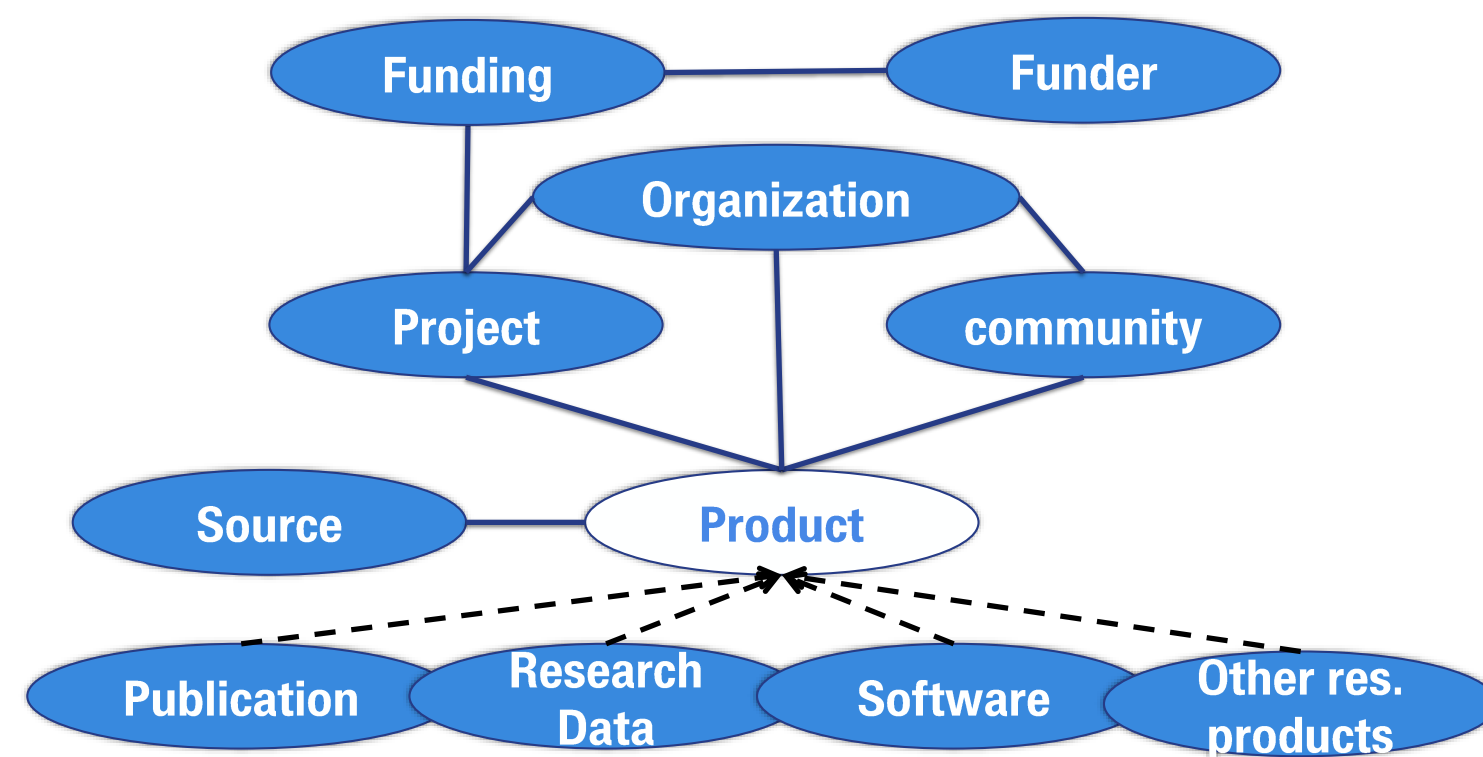 Funding
Funder
Organization
Project
community
Source
Product
Publication
Research
Data
Software
Other res.
products